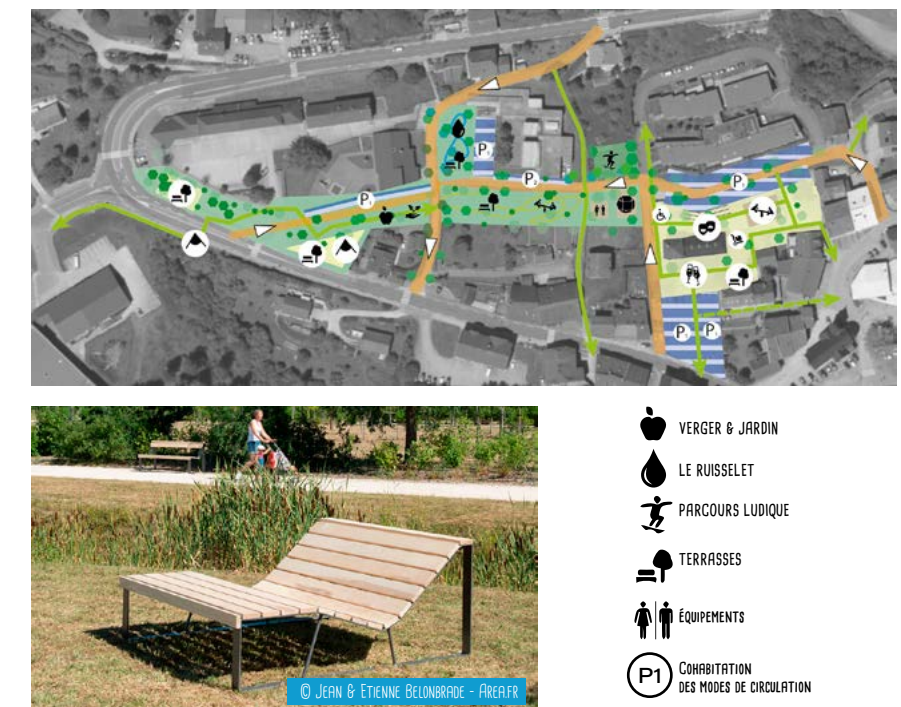 P
P
P
P
P
P
© Jean & Etienne Belonbrade - Area.fr
VERGER & JARDIN
LE RUISSELET
PARCOURS LUDIQUE
TERRASSES
ÉQUIPEMENTS
P1
COHABITATION
DES MODES DE CIRCULATION